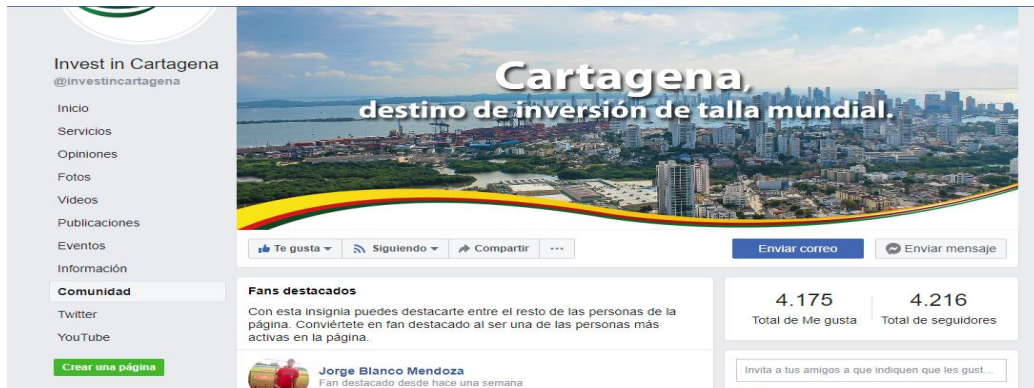 Invest in Cartagena
@investincartagena
Inicio
Servicios
Opiniones
Fotos
Videos
Publicaciones
Eventos
Información
Comunidad
Twitter
YouTube
Crear una página
Cartagena,
destino de inversión de talla mundial.
Te gusta
Siguiendo
Compartir
Enviar correo
Enviar mensaje
Fans destacados
Con esta insignia puedes destacarte entre el resto de las personas de la
página. Conviértete en fan destacado al ser una de las personas más
activas en la página.
Jorge Blanco Mendoza
Fan destacado desde hace una semana
4.175
Total de Me gusta
4.216
Total de seguidores
Invita a tus amigos a que indiquen que les gust...